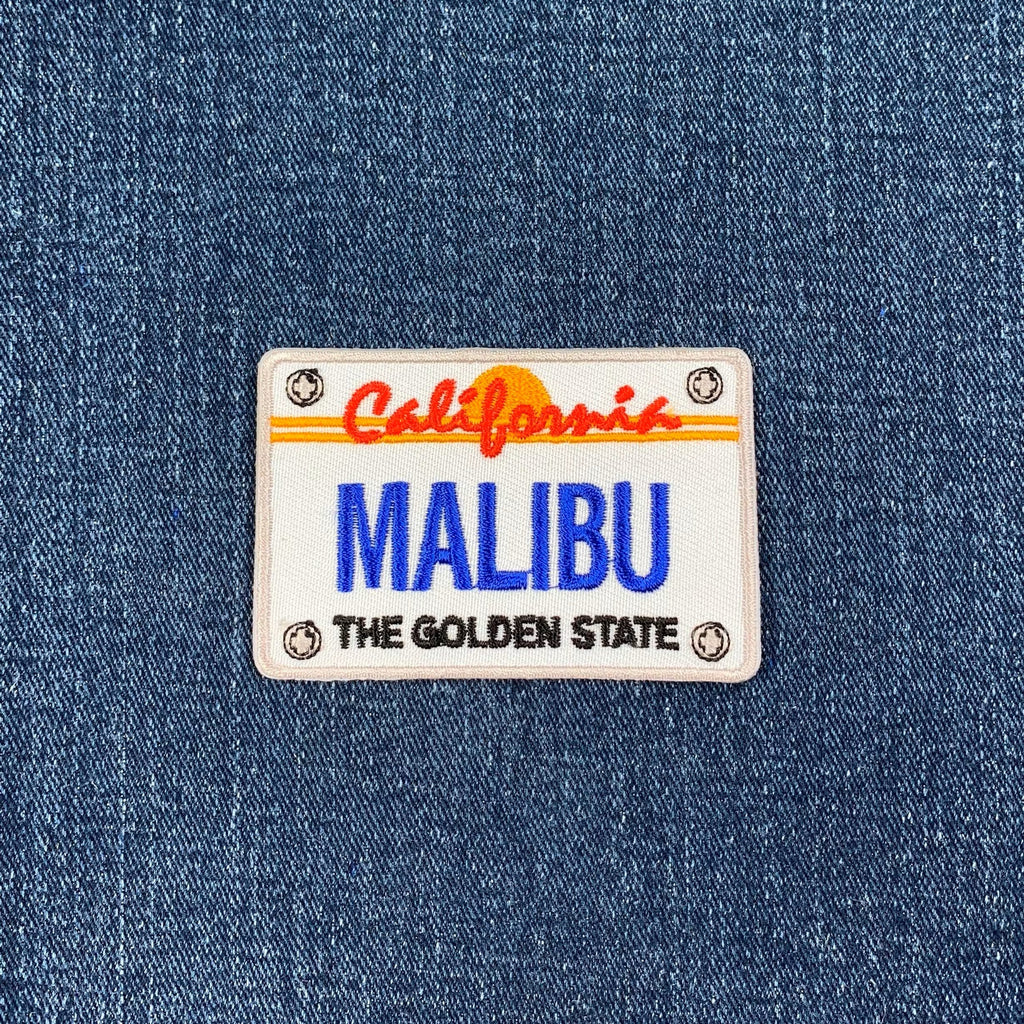 California
MALIBU
THE GOLDEN STATE